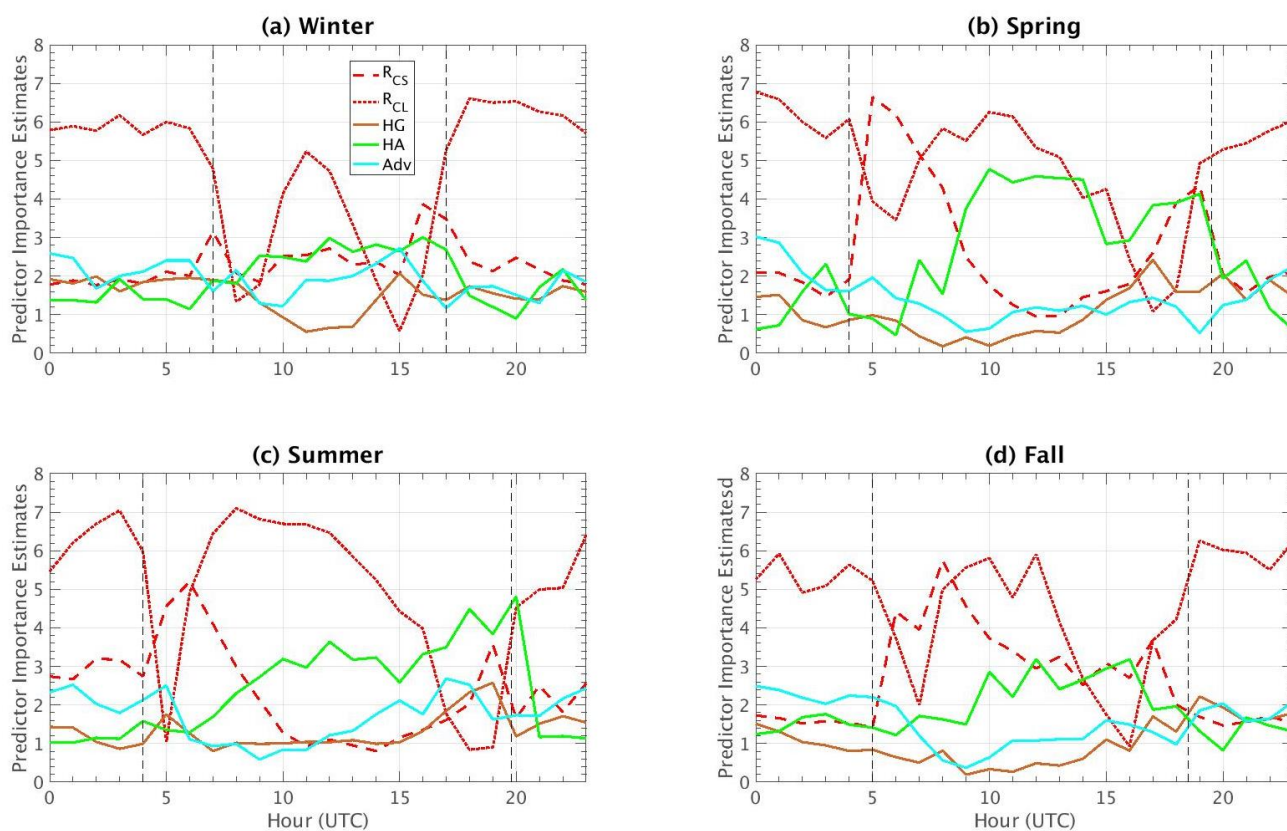 (a) Winter
Predictor Importance Estimates
8
7
6
5
4
3
2
1
0
0 5 10 15 20
R_CS
R_CL
HG
HA
Adv
(b) Spring
Predictor Importance Estimates
8
7
6
5
4
3
2
1
0
0 5 10 15 20
(c) Summer
Predictor Importance Estimates
8
7
6
5
4
3
2
1
0
0 5 10 15 20
Hour (UTC)
(d) Fall
Predictor Importance Estimatesd
8
7
6
5
4
3
2
1
0
0 5 10 15 20
Hour (UTC)